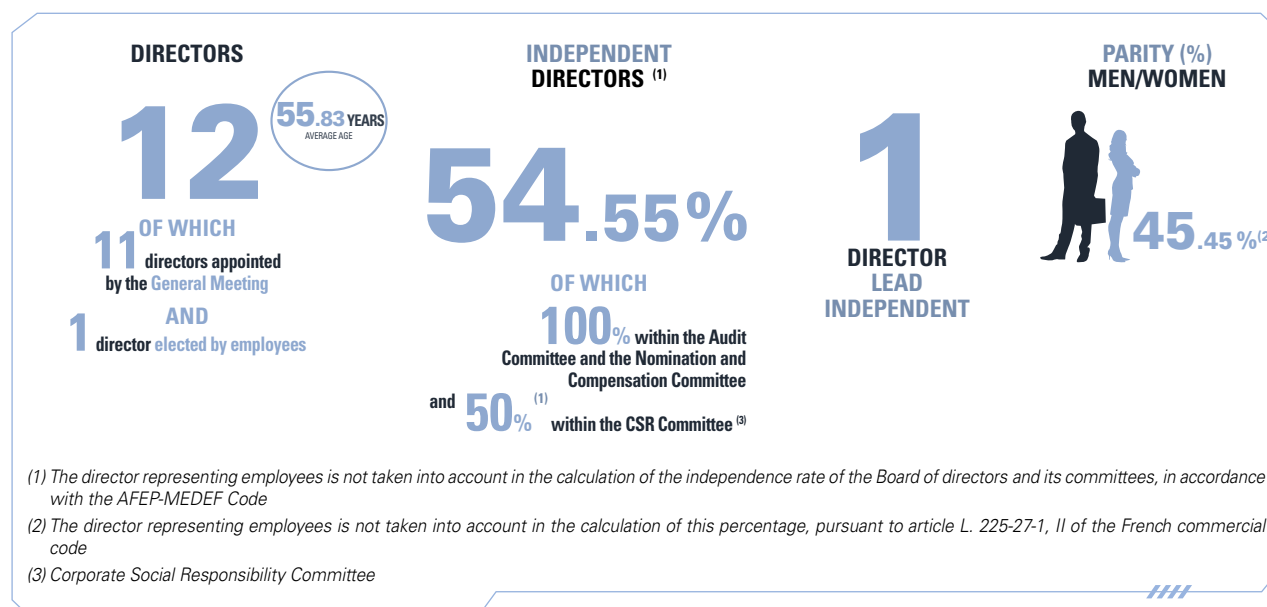 DIRECTORS
12
55.83 YEARS
AVERAGE AGE
OF WHICH
11 directors appointed
by the General Meeting
AND
1 director elected by employees
INDEPENDENT
DIRECTORS (1)
54.55%
OF WHICH
100% within the Audit
Committee and the Nomination and
Compensation Committee
and 50% (1) within the CSR Committee (3)
1
DIRECTOR
LEAD
INDEPENDENT
PARITY (%)
MEN/WOMEN
45.45% (2
(1) The director representing employees is not taken into account in the calculation of the independence rate of the Board of directors and its committees, in accordance
with the AFEP-MEDEF Code
(2) The director representing employees is not taken into account in the calculation of this percentage, pursuant to article L. 225-27-1, II of the French commercial
code
(3) Corporate Social Responsibility Committee